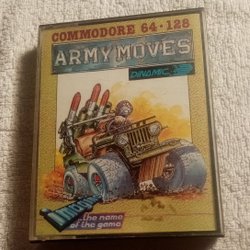 COMMODORE 64·128
ARMY MOVES
DINAMIC
the name
of the game